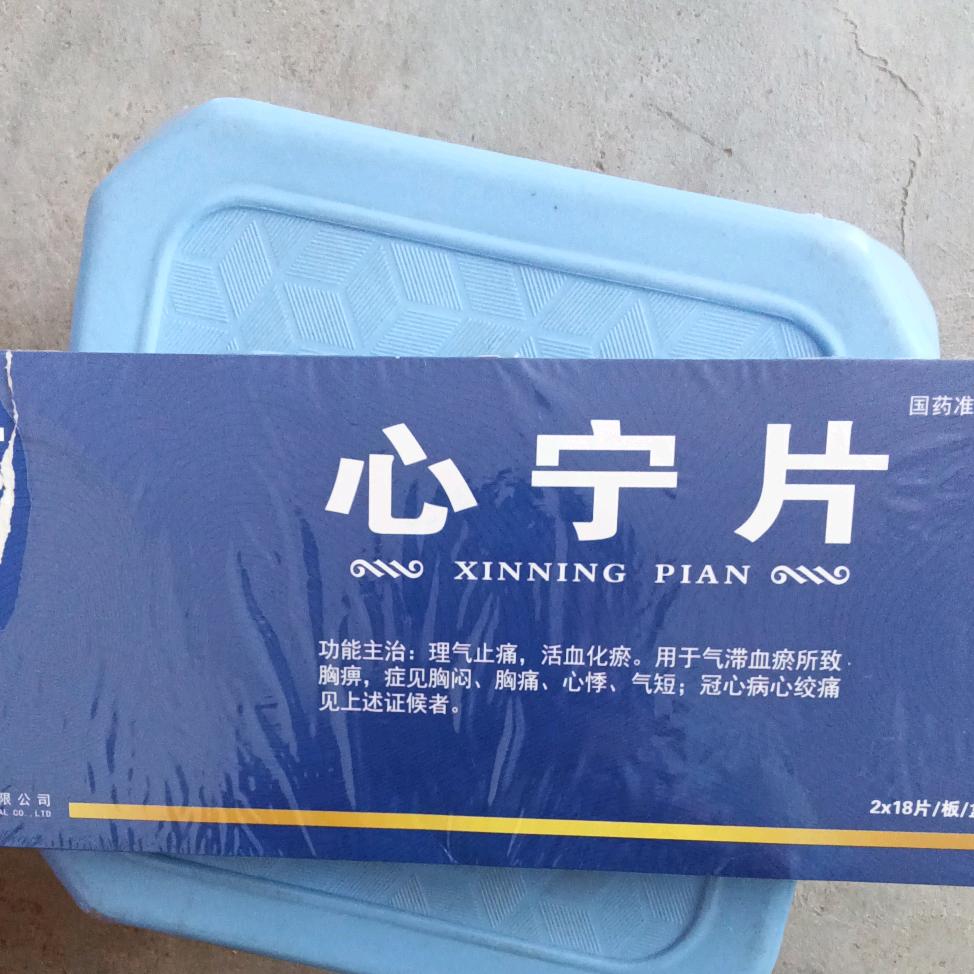 国药准
心宁片
XINNING PIAN
功能主治：理气止痛，活血化瘀。用于气滞血瘀所致
胸痹，症见胸闷、胸痛、心悸、气短；冠心病心绞痛
见上述证候者。
限公司
AL CO.,LTD
2x18片/板/